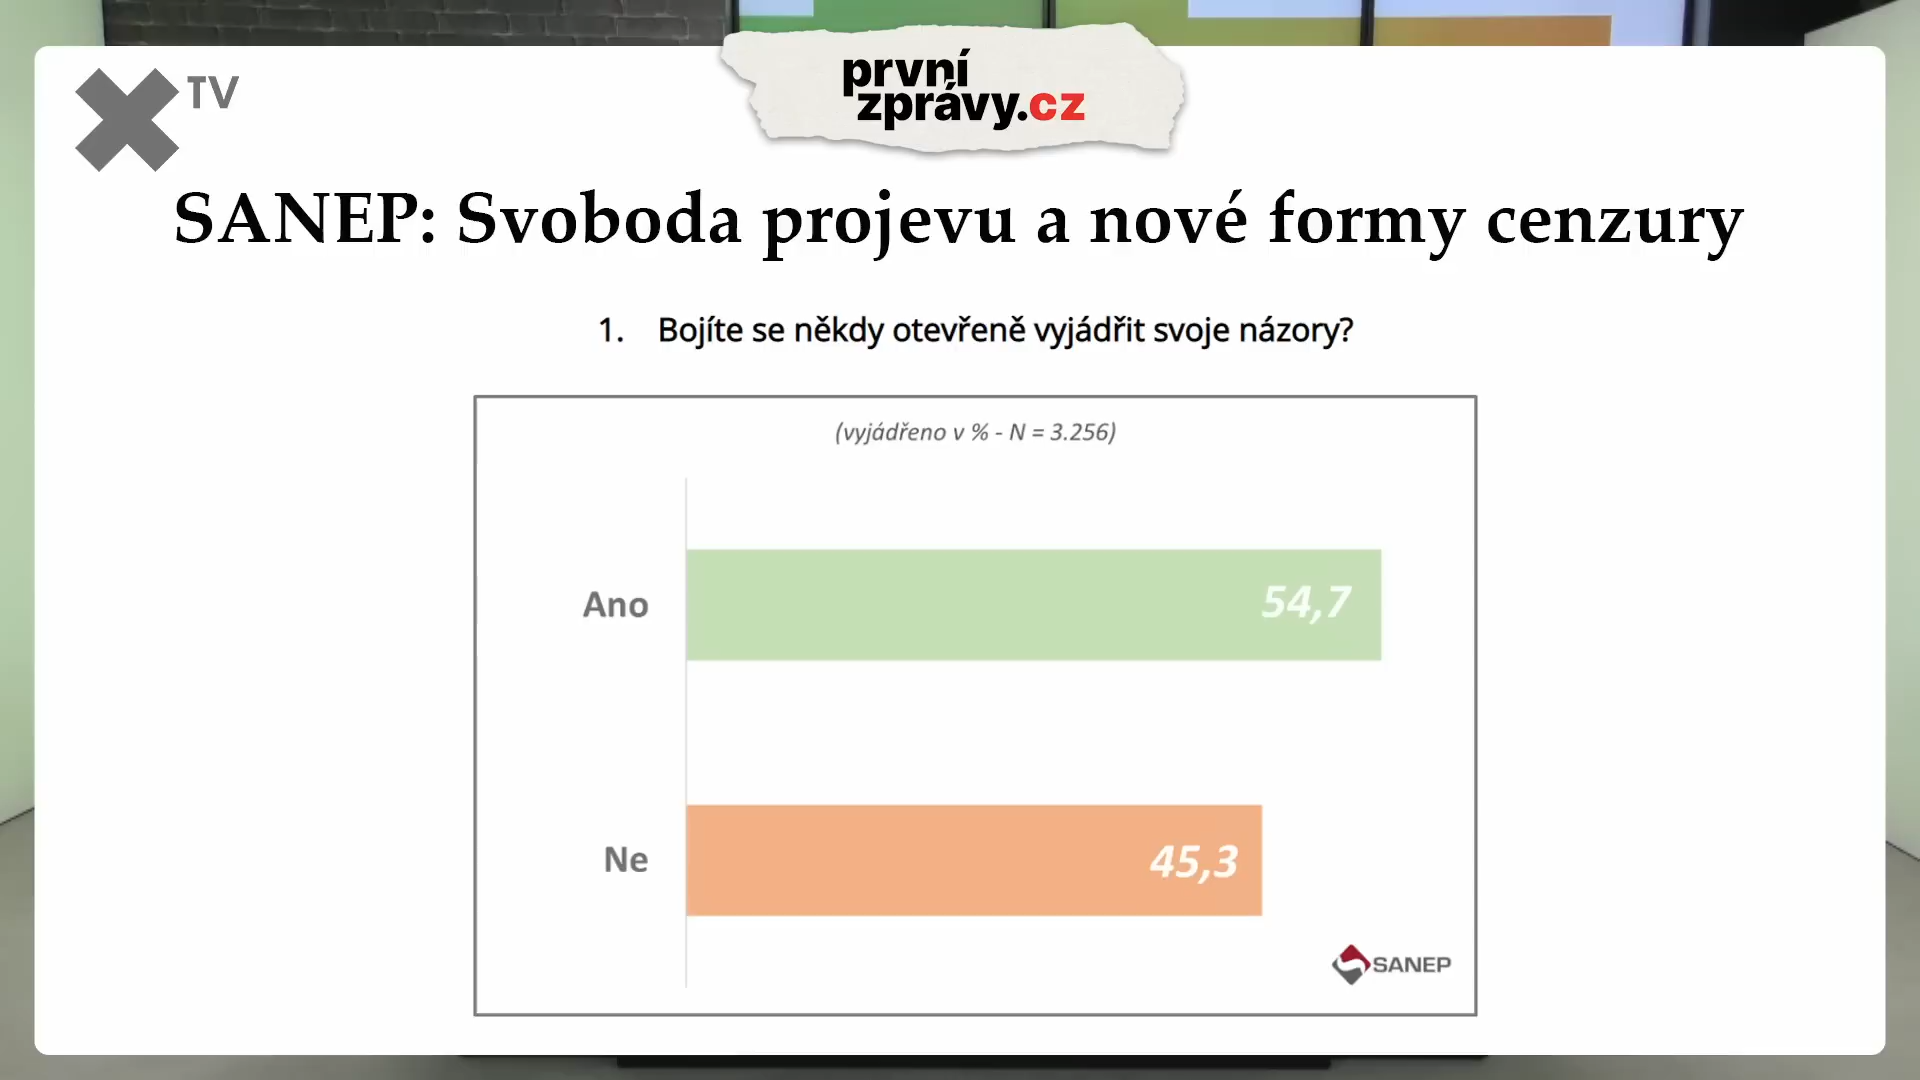 TV
první
zprávy.cz
SANEP: Svoboda projevu a nové formy cenzury
1. Bojíte se někdy otevřeně vyjádřit svoje názory?
(vyjádřeno v % - N = 3.256)
Ano
54,7
Ne
45,3
SANEP